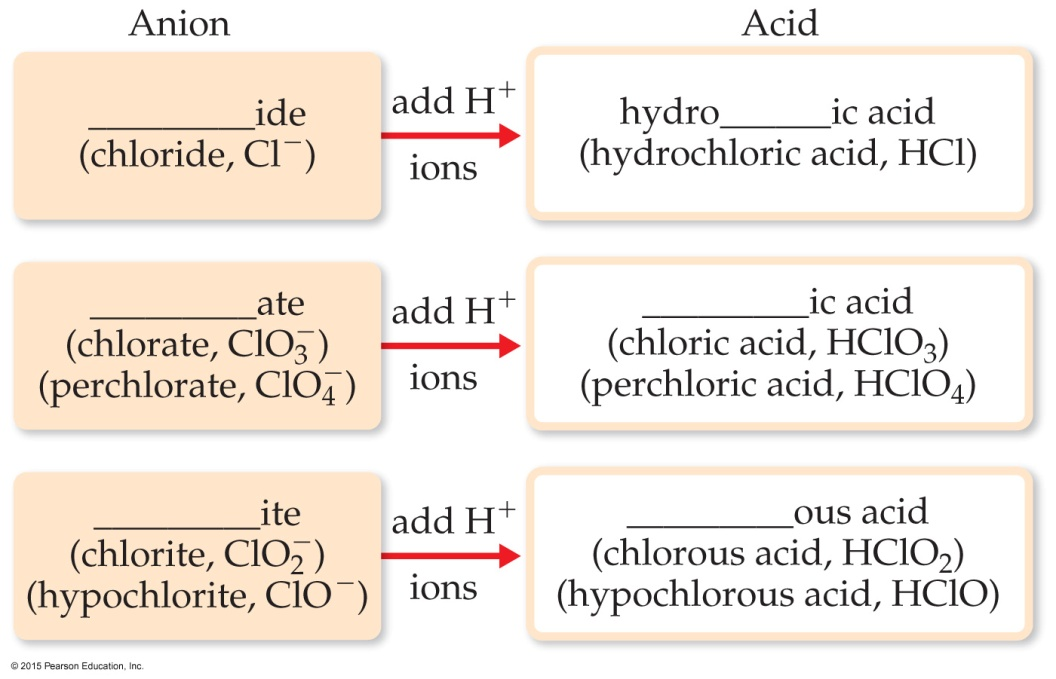 Anion
Acid
_________ide
(chloride, Cl⁻)
add H⁺
ions
hydro______ic acid
(hydrochloric acid, HCl)
_________ate
(chlorate, ClO₃⁻)
(perchlorate, ClO₄⁻)
add H⁺
ions
_________ic acid
(chloric acid, HClO₃)
(perchloric acid, HClO₄)
_________ite
(chlorite, ClO₂⁻)
(hypochlorite, ClO⁻)
add H⁺
ions
_________ous acid
(chlorous acid, HClO₂)
(hypochlorous acid, HClO)
© 2015 Pearson Education, Inc.